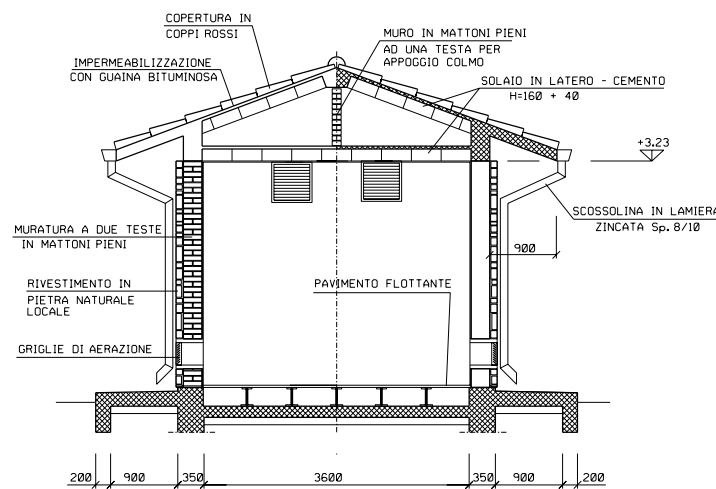 COPERTURA IN
COPPI ROSSI
MURO IN MATTONI PIENI
AD UNA TESTA PER
APPOGGIO COLMO
IMPERMEABILIZZAZIONE
CON GUAINA BITUMINOSA
SOLAIO IN LATERO - CEMENTO
H=160 + 40
+3.23
SCOSSOLINA IN LAMIERA
ZINCATA Sp. 8/10
900
MURATURA A DUE TESTE
IN MATTONI PIENI
RIVESTIMENTO IN
PIETRA NATURALE
LOCALE
PAVIMENTO FLOTTANTE
GRIGLIE DI AERAZIONE
200 900 350 3600 350 900 200